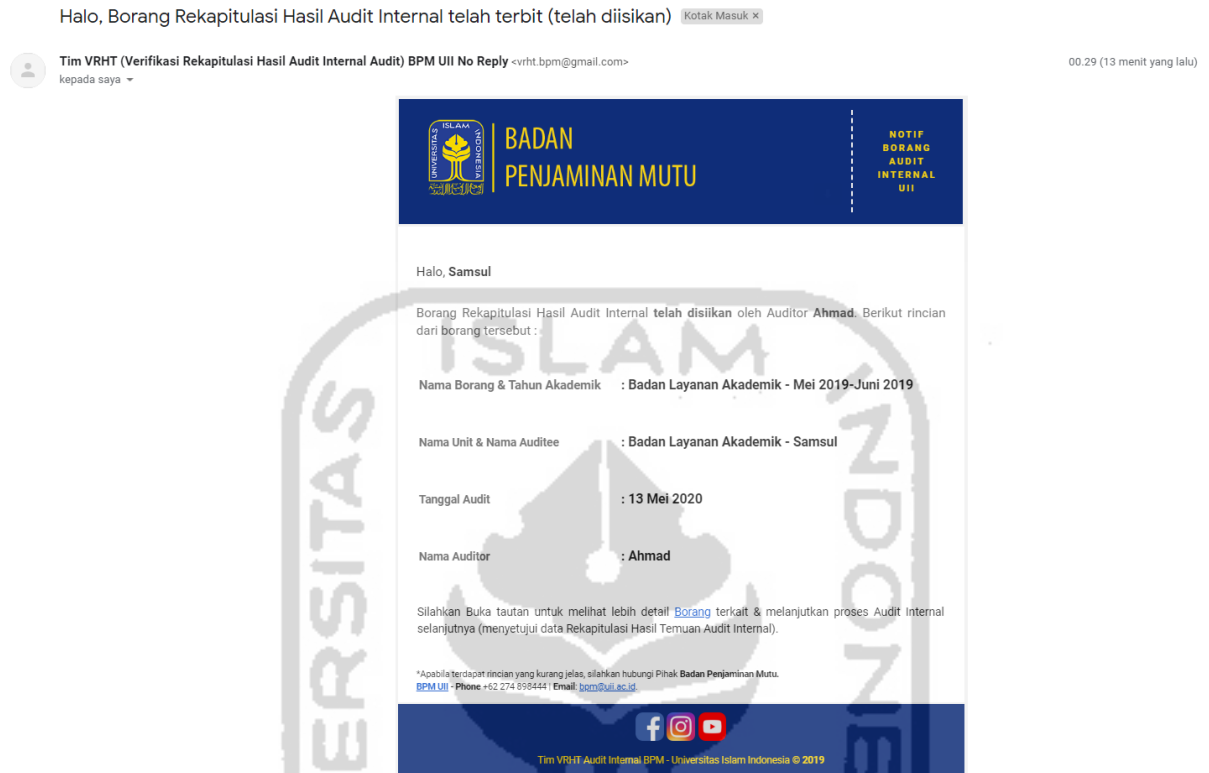 Halo, Borang Rekapitulasi Hasil Audit Internal telah terbit (telah diisikan) Kotak Masuk ×
Tim VRHT (Verifikasi Rekapitulasi Hasil Audit Internal Audit) BPM UII No Reply <vrht.bpm@gmail.com>
00.29 (13 menit yang lalu)
kepada saya
UNIVERSITAS ISLAM INDONESIA
BADAN
PENJAMINAN MUTU
NOTIF
BORANG
AUDIT
INTERNAL
UII
Halo, Samsul
Borang Rekapitulasi Hasil Audit Internal telah disiikan oleh Auditor Ahmad. Berikut rincian
dari borang tersebut :
Nama Borang & Tahun Akademik : Badan Layanan Akademik - Mei 2019-Juni 2019
Nama Unit & Nama Auditee : Badan Layanan Akademik - Samsul
Tanggal Audit : 13 Mei 2020
Nama Auditor : Ahmad
Silahkan Buka tautan untuk melihat lebih detail Borang terkait & melanjutkan proses Audit Internal
selanjutnya (menyetujui data Rekapitulasi Hasil Temuan Audit Internal).
*Apabila terdapat rincian yang kurang jelas, silahkan hubungi Pihak Badan Penjaminan Mutu.
BPM UII - Phone +62 274 898444 | Email: bpm@uii.ac.id.
Tim VRHT Audit Internal BPM - Universitas Islam Indonesia © 2019
ERSITAS
ISLAM
INDONE